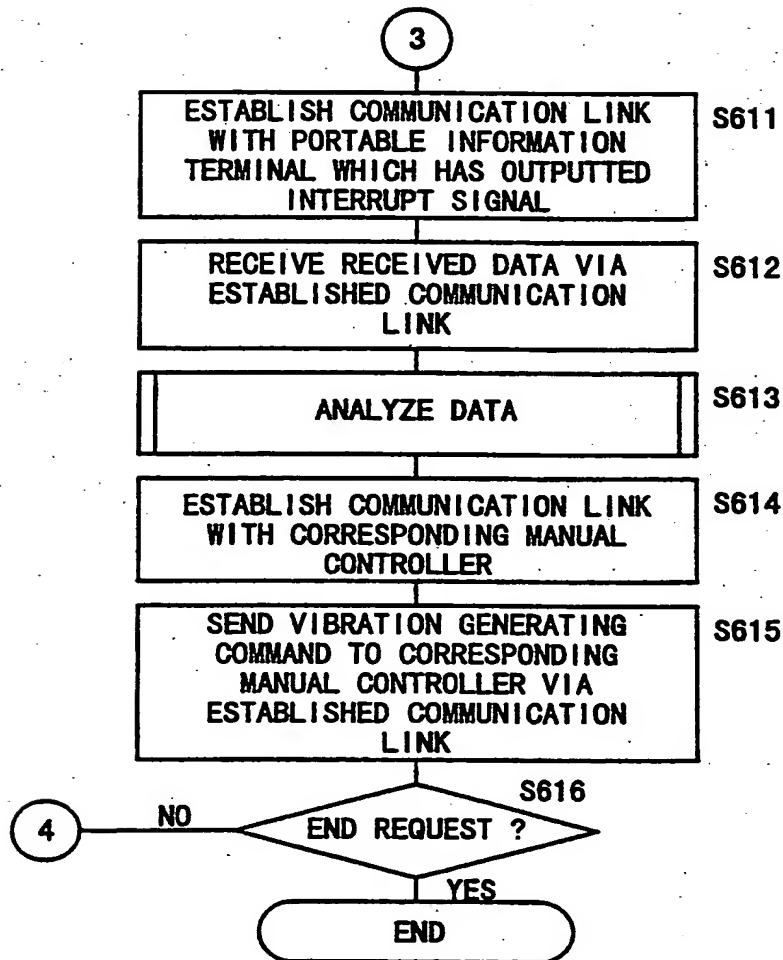 3
ESTABLISH COMMUNICATION LINK
WITH PORTABLE INFORMATION
TERMINAL WHICH HAS OUTPUTTED
INTERRUPT SIGNAL
S611
RECEIVE RECEIVED DATA VIA
ESTABLISHED COMMUNICATION
LINK
S612
ANALYZE DATA
S613
ESTABLISH COMMUNICATION LINK
WITH CORRESPONDING MANUAL
CONTROLLER
S614
SEND VIBRATION GENERATING
COMMAND TO CORRESPONDING
MANUAL CONTROLLER VIA
ESTABLISHED COMMUNICATION
LINK
S615
S616
END REQUEST ?
NO
4
YES
END